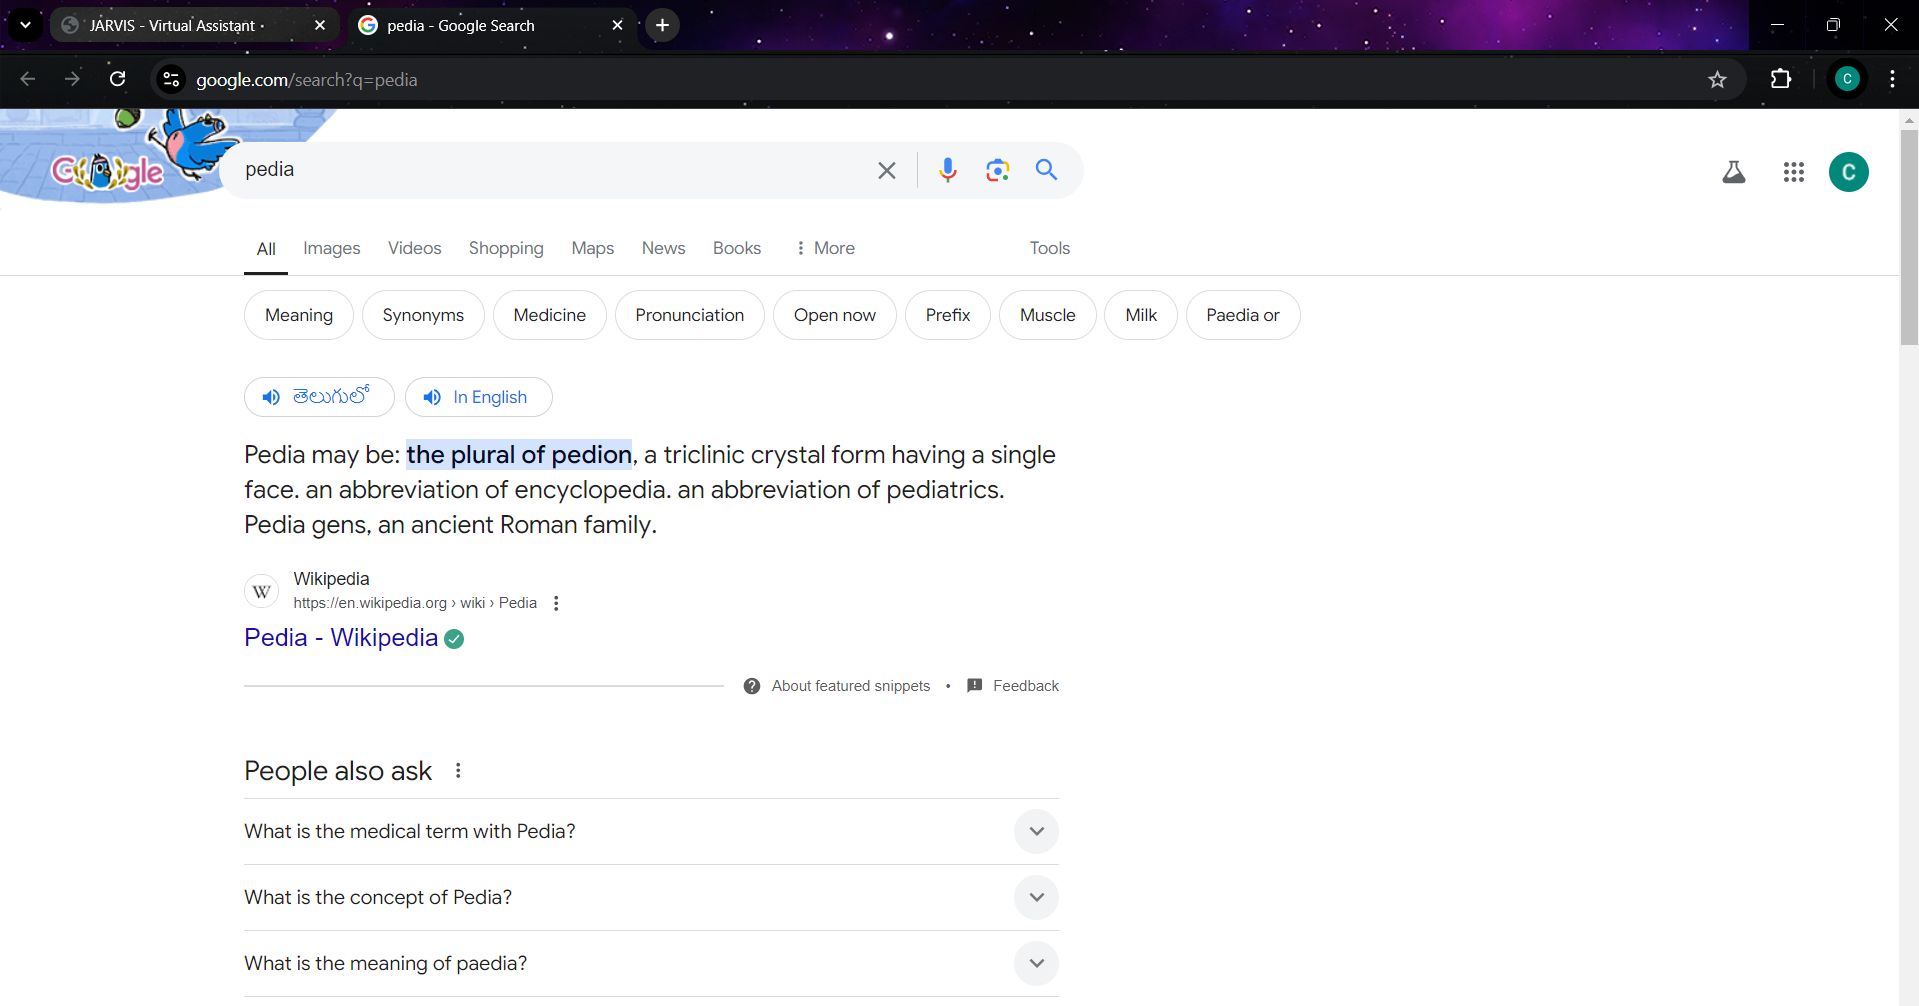 JARVIS - Virtual Assistant ·
pedia - Google Search
google.com/search?q=pedia
Google
pedia
C
All Images Videos Shopping Maps News Books More Tools
Meaning Synonyms Medicine Pronunciation Open now Prefix Muscle Milk Paedia or
తెలుగులో In English
Pedia may be: the plural of pedion, a triclinic crystal form having a single
face. an abbreviation of encyclopedia. an abbreviation of pediatrics.
Pedia gens, an ancient Roman family.
W
Wikipedia
https://en.wikipedia.org › wiki › Pedia
Pedia - Wikipedia
About featured snippets • Feedback
People also ask
What is the medical term with Pedia?
What is the concept of Pedia?
What is the meaning of paedia?